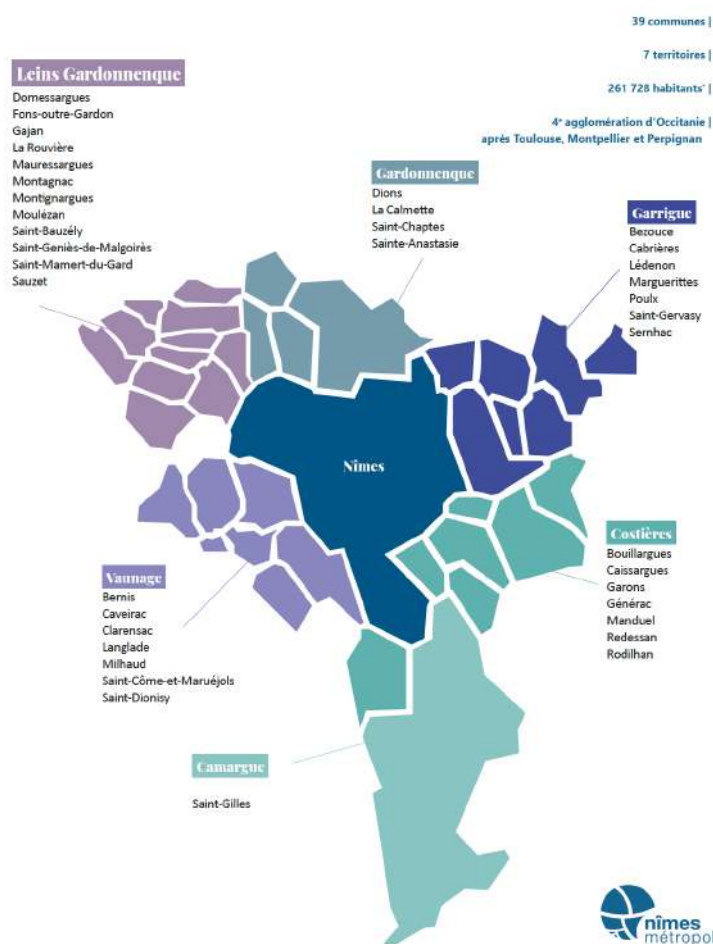 39 communes |
7 territoires |
261 728 habitants' |
4e agglomération d'Occitanie |
après Toulouse, Montpellier et Perpignan
Leins Gardonnenque
Domessargues
Fons-outre-Gardon
Gajan
La Rouvière
Mauressargues
Montagnac
Montignargues
Moulézan
Saint-Bauzély
Saint-Geniès-de-Malgoirès
Saint-Mamert-du-Gard
Sauzet
Gardonnenque
Dions
La Calmette
Saint-Chaptes
Sainte-Anastasie
Garrigue
Bezouce
Cabrières
Lédenon
Marguerittes
Poulx
Saint-Gervasy
Sernhac
Nîmes
Costières
Bouillargues
Caissargues
Garons
Générac
Manduel
Redessan
Rodilhan
Vaunage
Bernis
Caveirac
Clarensac
Langlade
Milhaud
Saint-Côme-et-Maruéjols
Saint-Dionisy
Camargue
Saint-Gilles
nîmes
métropol